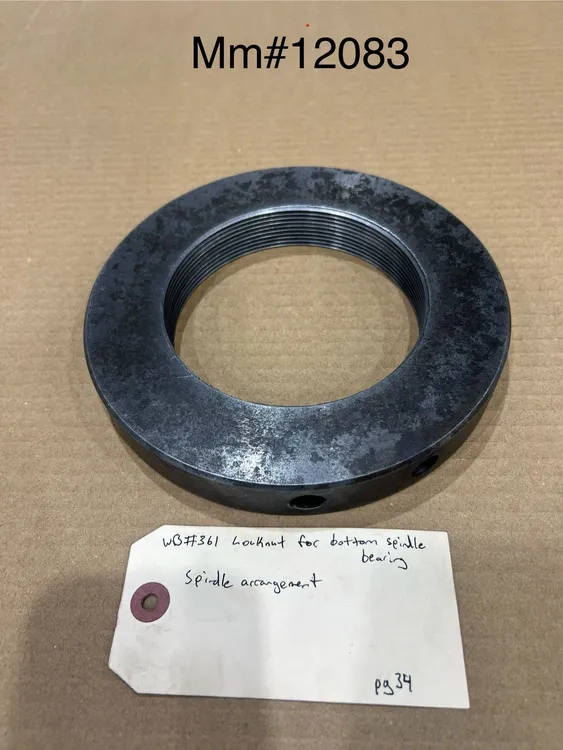 Mm#12083
WB#361 Locknut for bottom spindle
bearing
Spindle arrangement
pg34